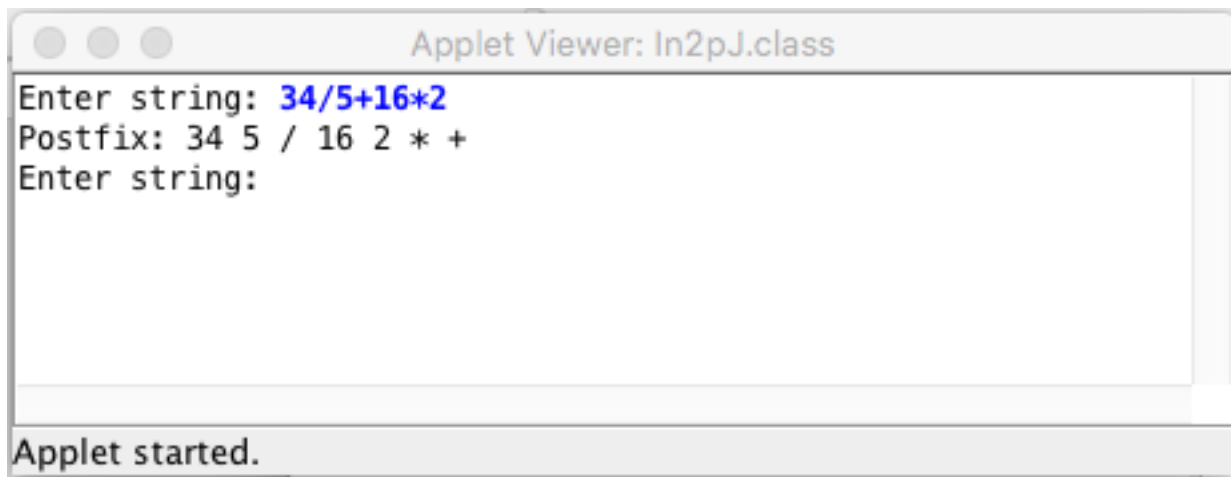 Applet Viewer: In2pJ.class
Enter string: 34/5+16*2
Postfix: 34 5 / 16 2 * +
Enter string:
Applet started.